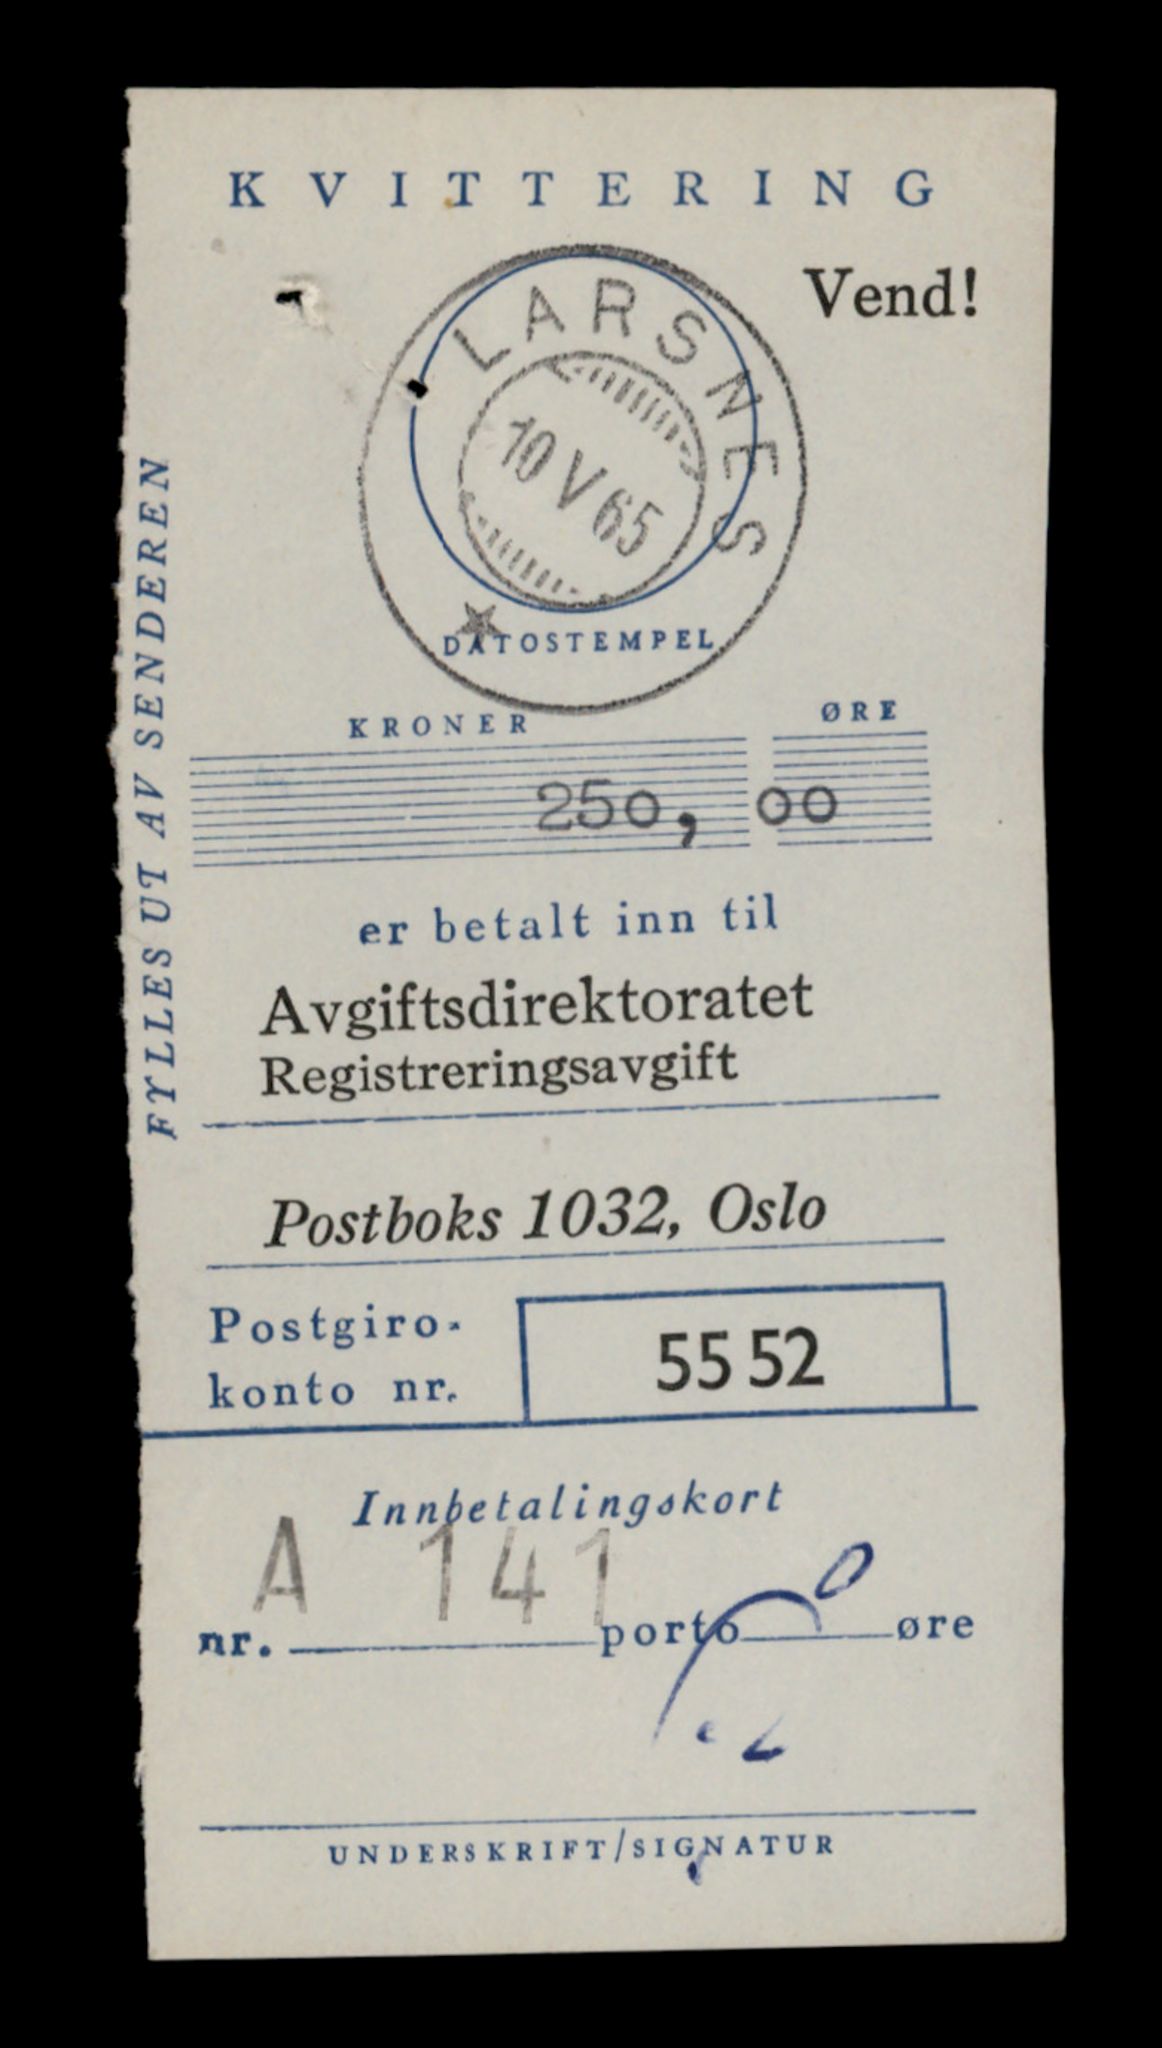 KVITTERING
Vend!
LARSNES
10 V 65
DATOSTEMPEL
FYLLES UT AV SENDEREN
KRONER ØRE
250, 00
er betalt inn til
Avgiftsdirektoratet
Registreringsavgift
Postboks 1032, Oslo
Postgiro-
konto nr. 55 52
Innbetalingskort
A 141
nr. porto øre
UNDERSKRIFT/SIGNATUR